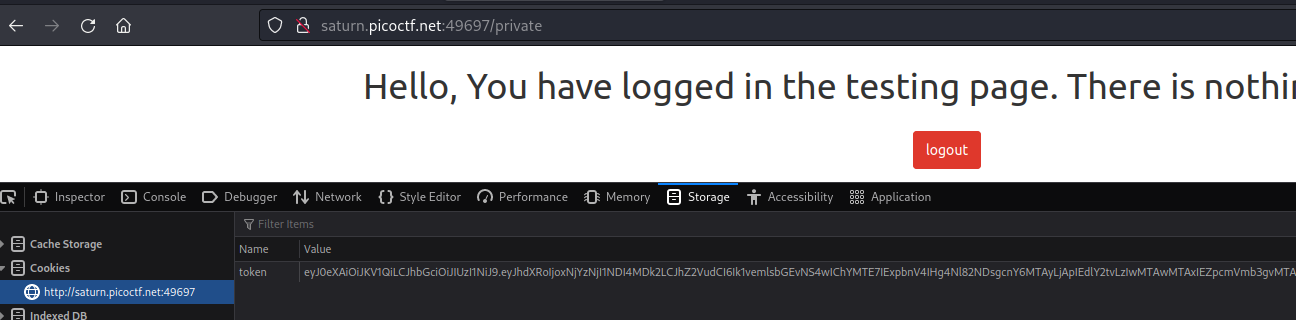 saturn.picoctf.net:49697/private
Hello, You have logged in the testing page. There is nothi
logout
Inspector Console Debugger Network Style Editor Performance Memory Storage Accessibility Application
Filter Items
Cache Storage
Name Value
Cookies
token eyJ0eXAiOiJKV1QiLCJhbGciOiJIUzI1NiJ9.eyJhdXRoIjoxNjYzNjI1NDI4MDk2LCJhZ2VudCI6Ik1vemlsbGEvNS4wIChYMTE7IExpbnV4IHg4Nl82NDsgcnY6MTAyLjApIEdlY2tvLzIwMTAwMTAxIEZpcmVmb3gvMTA
http://saturn.picoctf.net:49697
Indexed DB